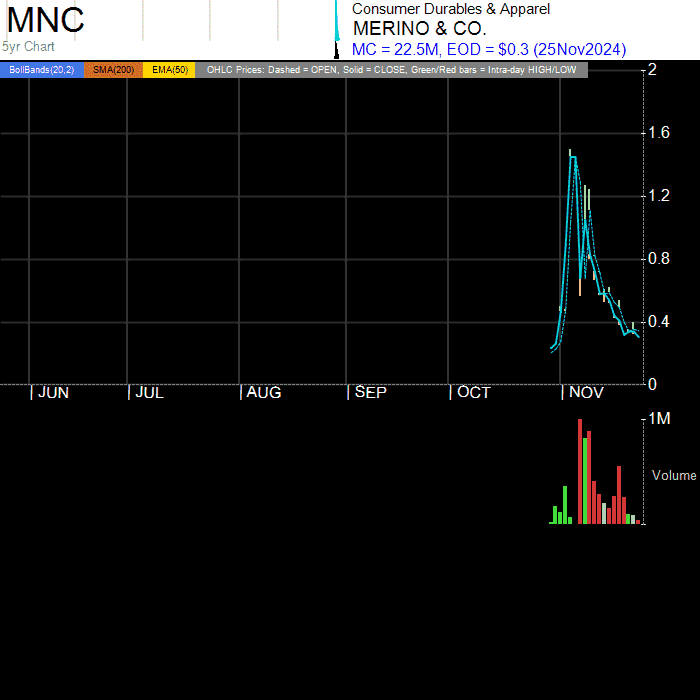 MNC
5yr Chart
Consumer Durables & Apparel
MERINO & CO.
MC = 22.5M, EOD = $0.3 (25Nov2024)
BollBands(20,2) SMA(200) EMA(50) OHLC Prices: Dashed = OPEN, Solid = CLOSE, Green/Red bars = Intra-day HIGH/LOW
2
1.6
1.2
0.8
0.4
0
JUN JUL AUG SEP OCT NOV
1M
Volume